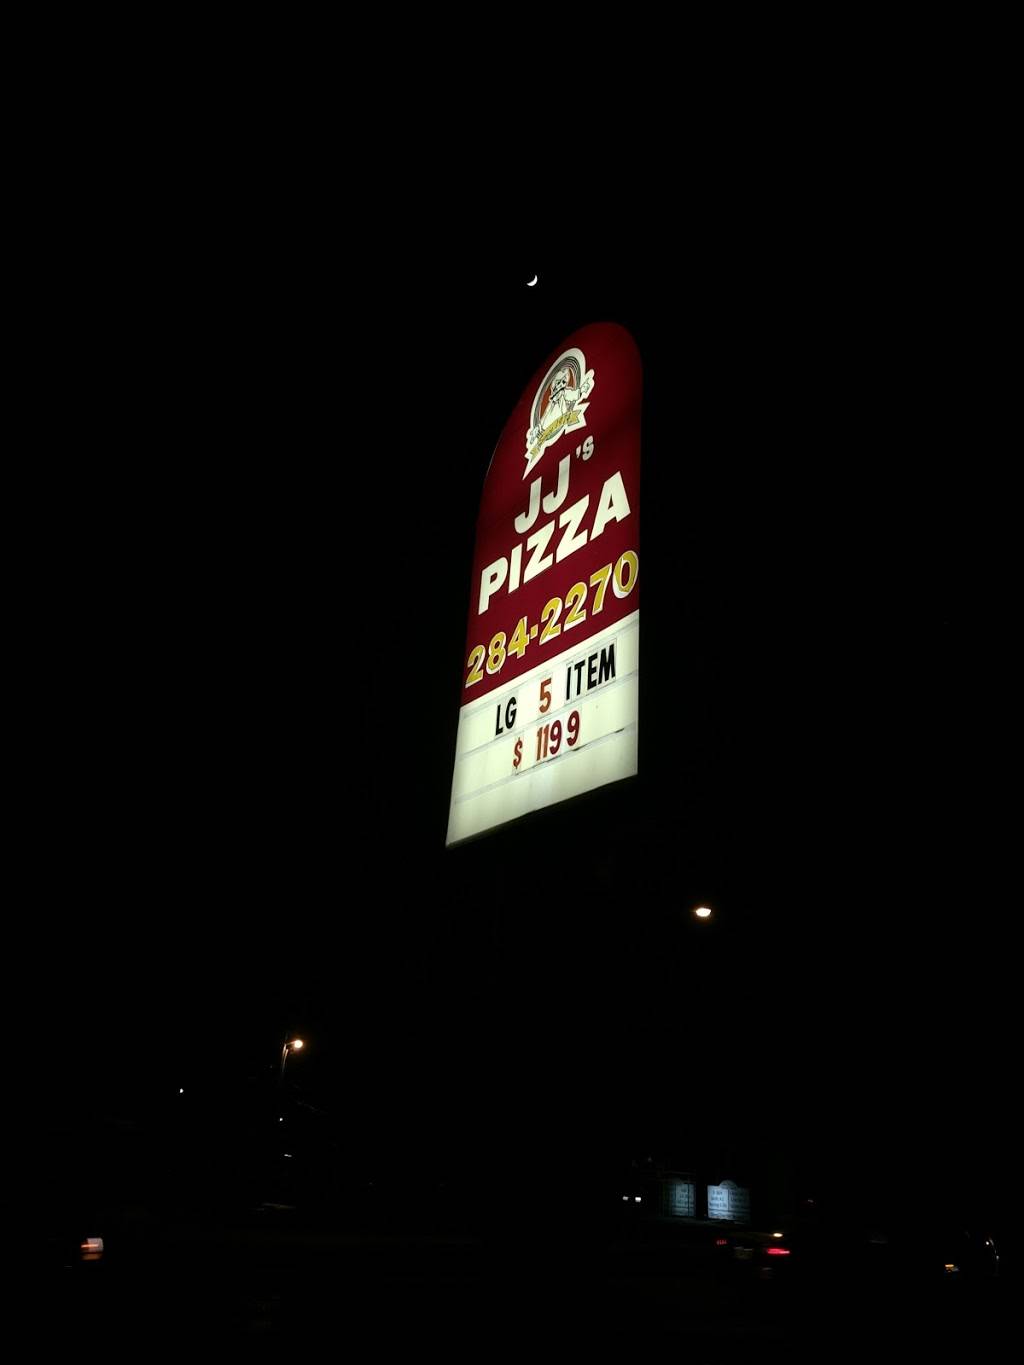 JJ's
PIZZA
284-2270
LG 5 ITEM
$ 1199